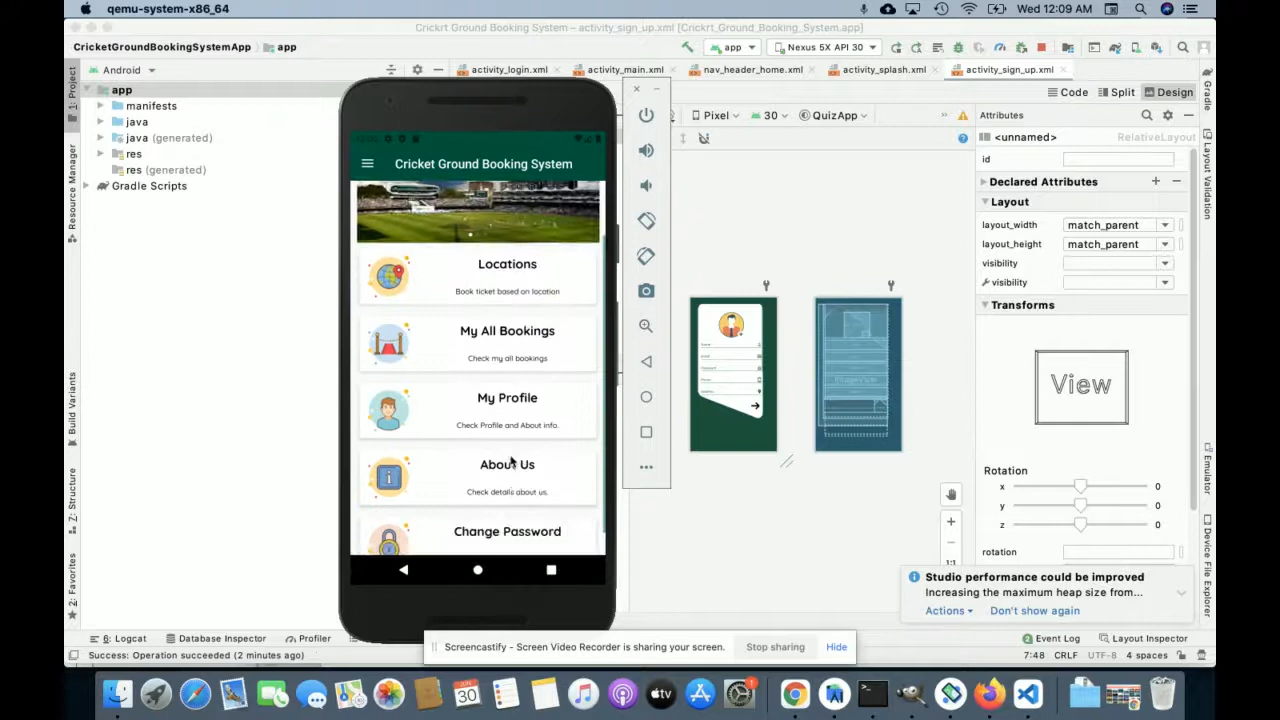 qemu-system-x86_64
Wed 12:09 AM
Crickrt Ground Booking System – activity_sign_up.xml [Crickrt_Ground_Booking_System.app]
CricketGroundBookingSystemApp
app
app
Nexus 5X API 30
Android
activity_login.xml
activity_main.xml
nav_header_home.xml
activity_splash.xml
activity_sign_up.xml
1: Project
Resource Manager
Build Variants
7: Structure
2: Favorites
app
manifests
java
java (generated)
res
res (generated)
Gradle Scripts
Code
Split
Design
Pixel
30
QuizApp
Attributes
<unnamed>
RelativeLayout
id
Declared Attributes
Layout
layout_width
match_parent
layout_height
match_parent
visibility
visibility
Transforms
View
Rotation
x
0
y
0
z
0
rotation
1:1
Gradle
Layout Validation
Emulator
Device File Explorer
Cricket Ground Booking System
Locations
Book ticket based on location
My All Bookings
Check my all bookings
My Profile
Check Profile and About info.
About Us
Check details about us.
Change Password
Studio performance could be improved
Increasing the maximum heap size from...
Actions
Don't show again
6: Logcat
Database Inspector
Profiler
Event Log
Layout Inspector
Screencastify - Screen Video Recorder is sharing your screen.
Stop sharing
Hide
Success: Operation succeeded (2 minutes ago)
7:48
CRLF
UTF-8
4 spaces
JUN
30
tv
1